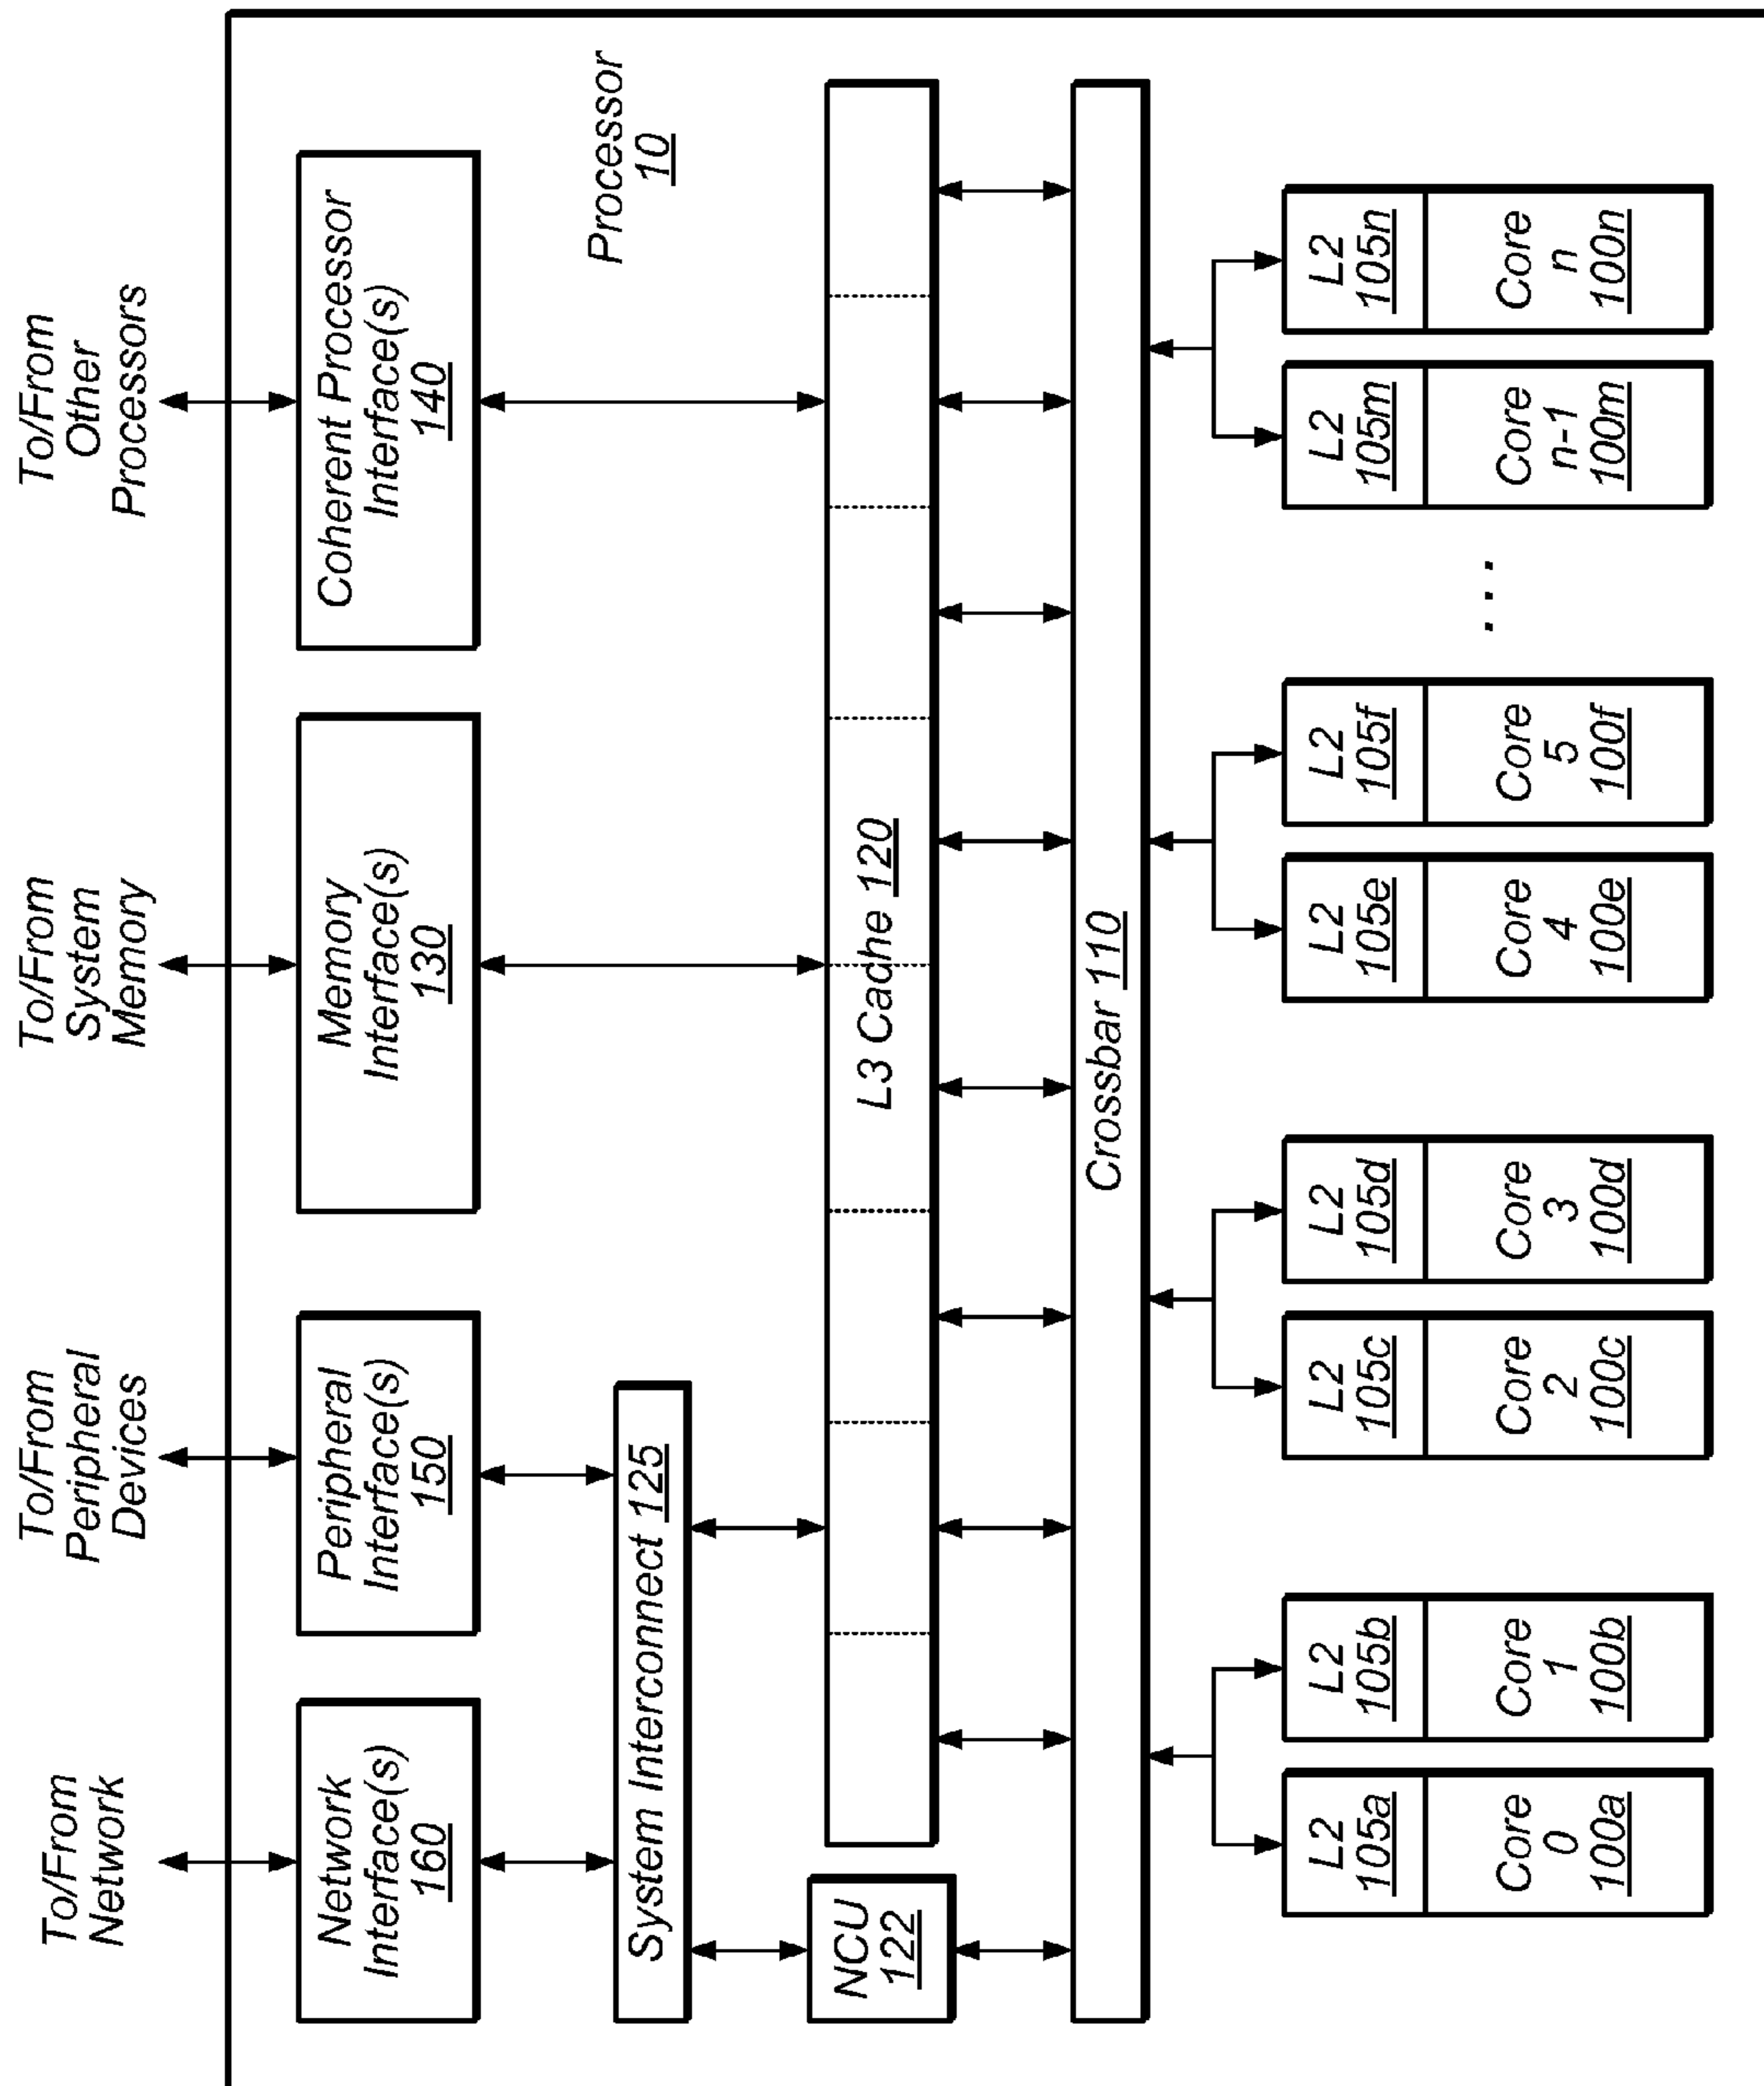 To/From
Network
To/From
Peripheral
Devices
To/From
System
Memory
To/From
Other
Processors
Network
Interface(s)
160
Peripheral
Interface(s)
150
Memory
Interface(s)
130
Coherent Processor
Interface(s)
140
Processor
10
System Interconnect 125
NCU
122
L3 Cache 120
Crossbar 110
L2
105a
Core
0
100a
L2
105b
Core
1
100b
L2
105c
Core
2
100c
L2
105d
Core
3
100d
L2
105e
Core
4
100e
L2
105f
Core
5
100f
. . .
L2
105m
Core
n-1
100m
L2
105n
Core
n
100n